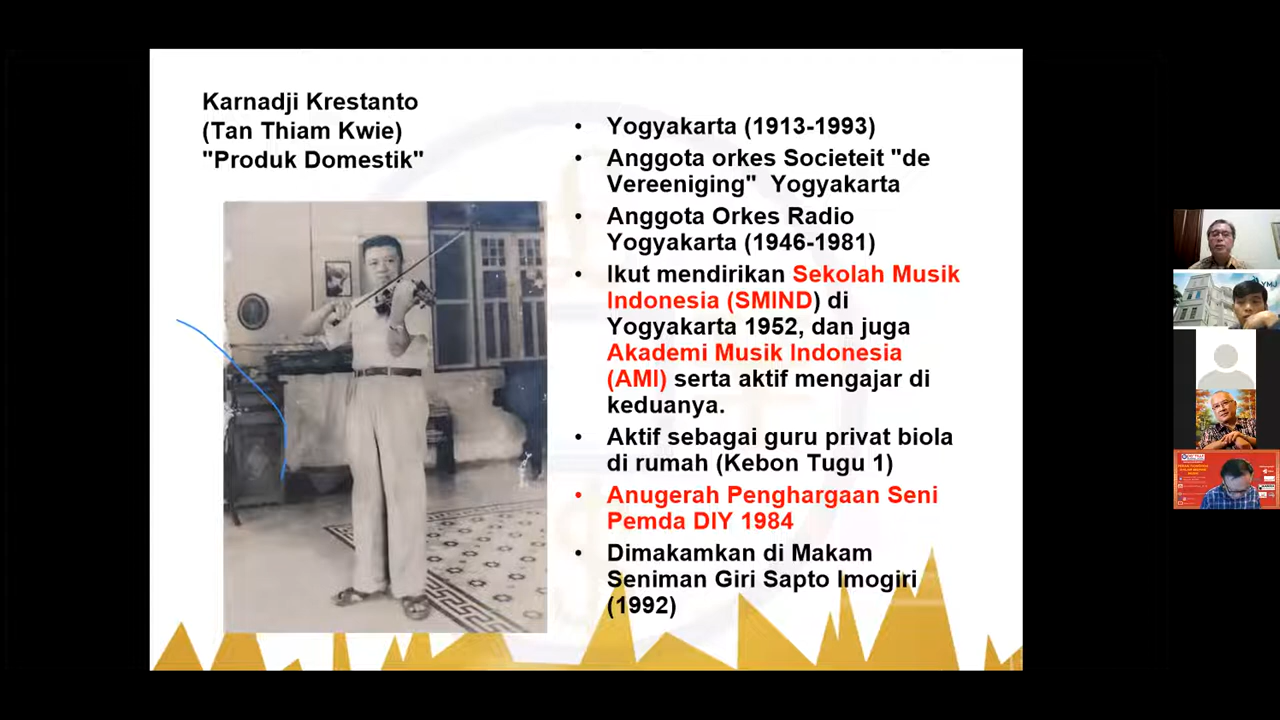 Karnadji Krestanto
(Tan Thiam Kwie)
"Produk Domestik"
• Yogyakarta (1913-1993)
• Anggota orkes Societeit "de
Vereeniging" Yogyakarta
• Anggota Orkes Radio
Yogyakarta (1946-1981)
• Ikut mendirikan Sekolah Musik
Indonesia (SMIND) di
Yogyakarta 1952, dan juga
Akademi Musik Indonesia
(AMI) serta aktif mengajar di
keduanya.
• Aktif sebagai guru privat biola
di rumah (Kebon Tugu 1)
• Anugerah Penghargaan Seni
Pemda DIY 1984
• Dimakamkan di Makam
Seniman Giri Sapto Imogiri
(1992)